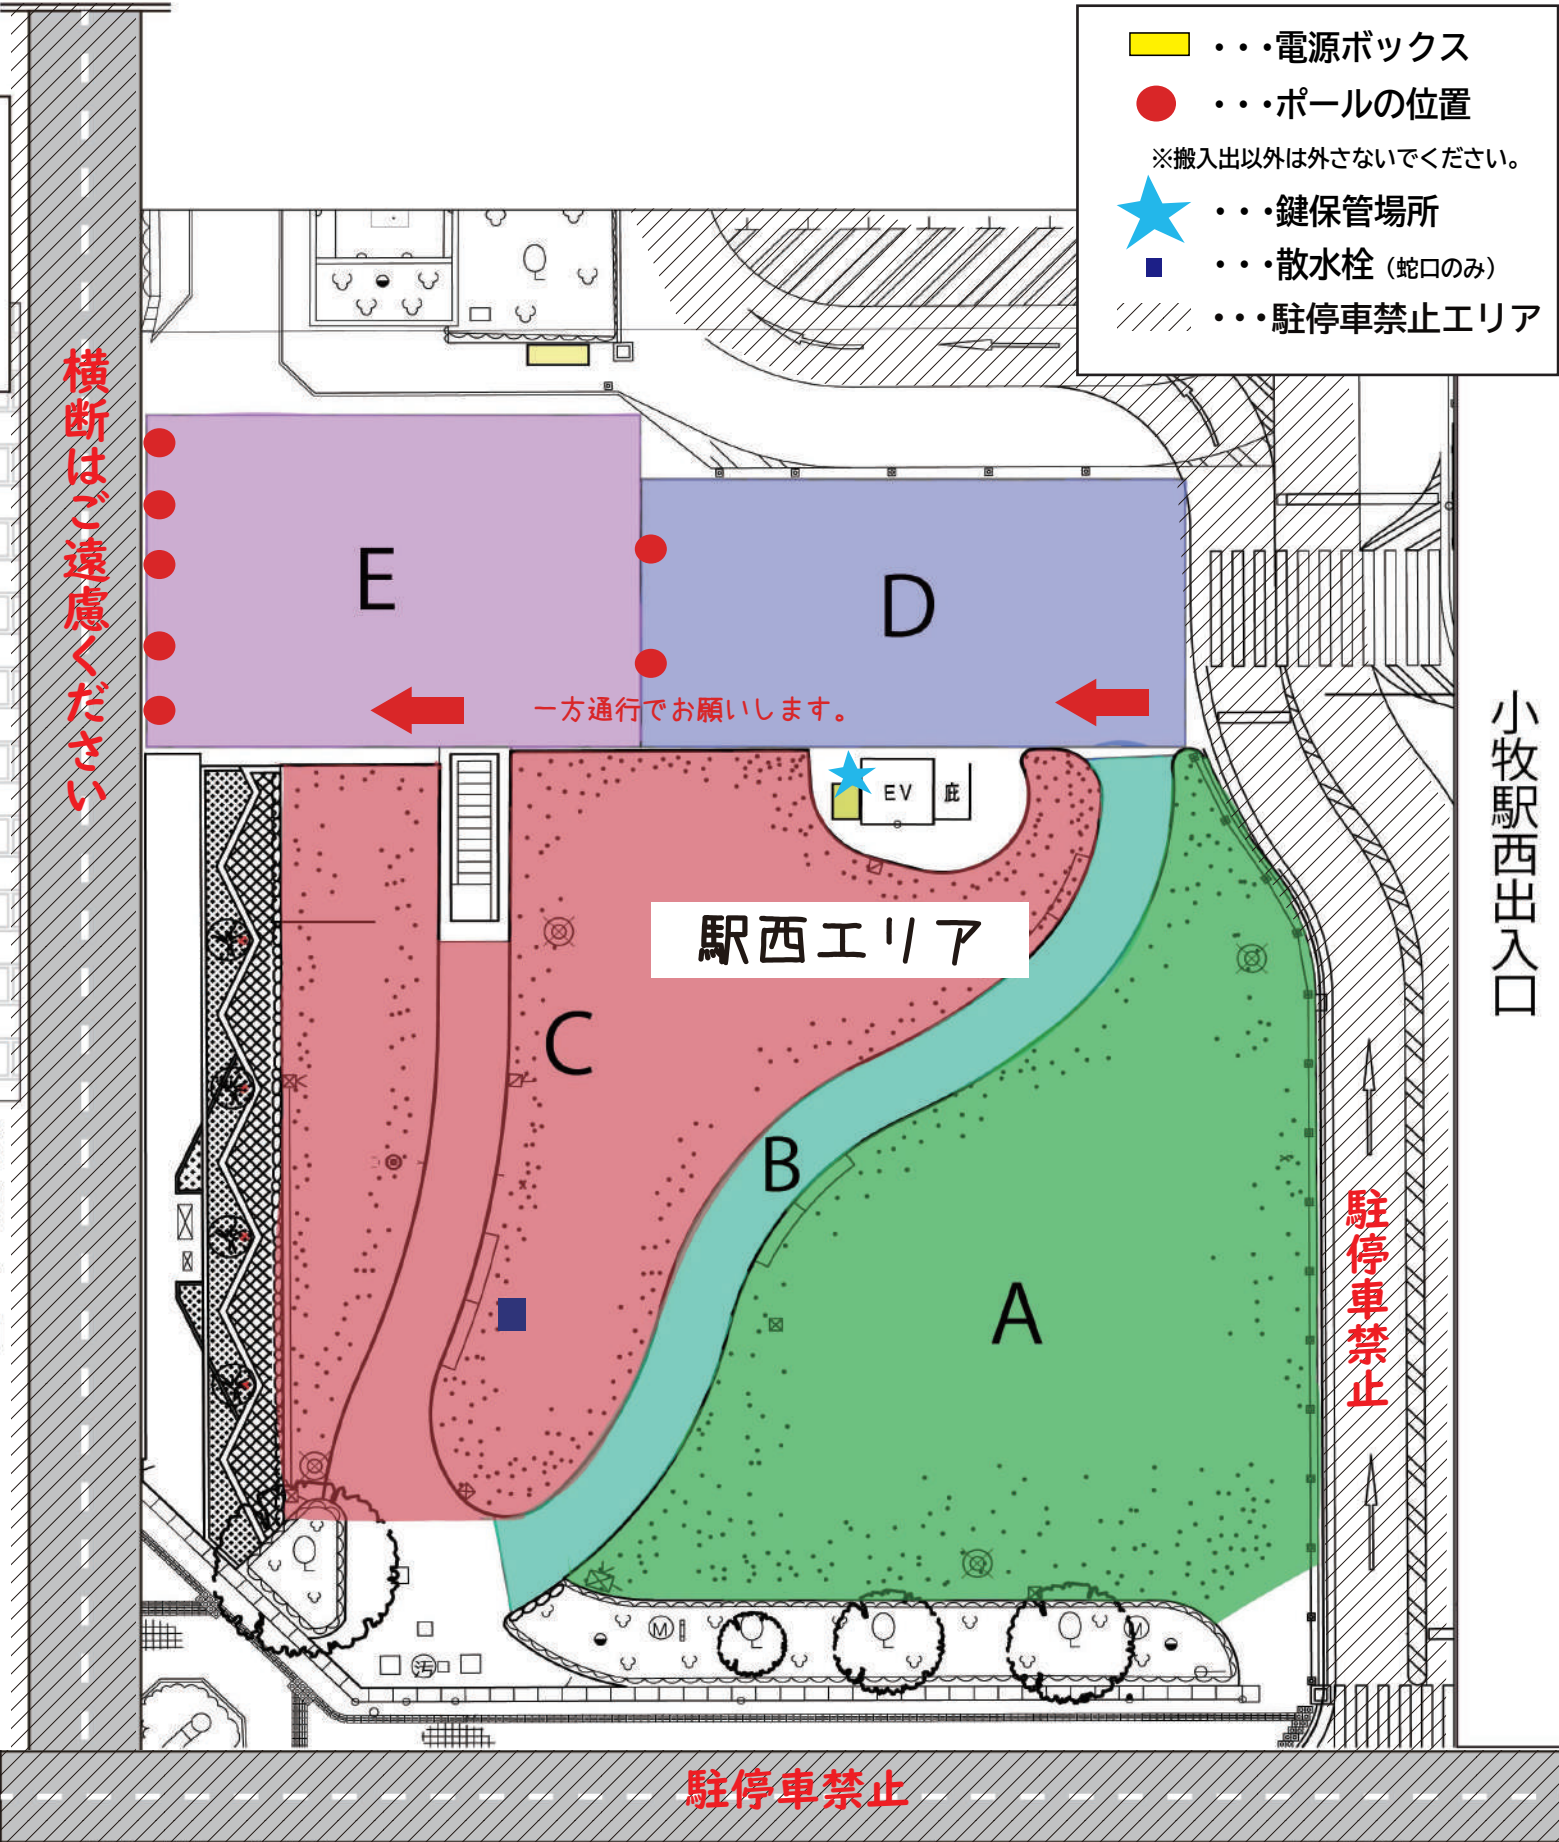 ・・・電源ボックス
・・・ポールの位置
※搬入出以外は外さないでください。
・・・鍵保管場所
・・・散水栓（蛇口のみ）
・・・駐停車禁止エリア
横断はご遠慮ください
E
D
一方通行でお願いします。
EV
庇
小牧駅西出入口
駅西エリア
C
B
A
駐停車禁止
M
M
汚
駐停車禁止